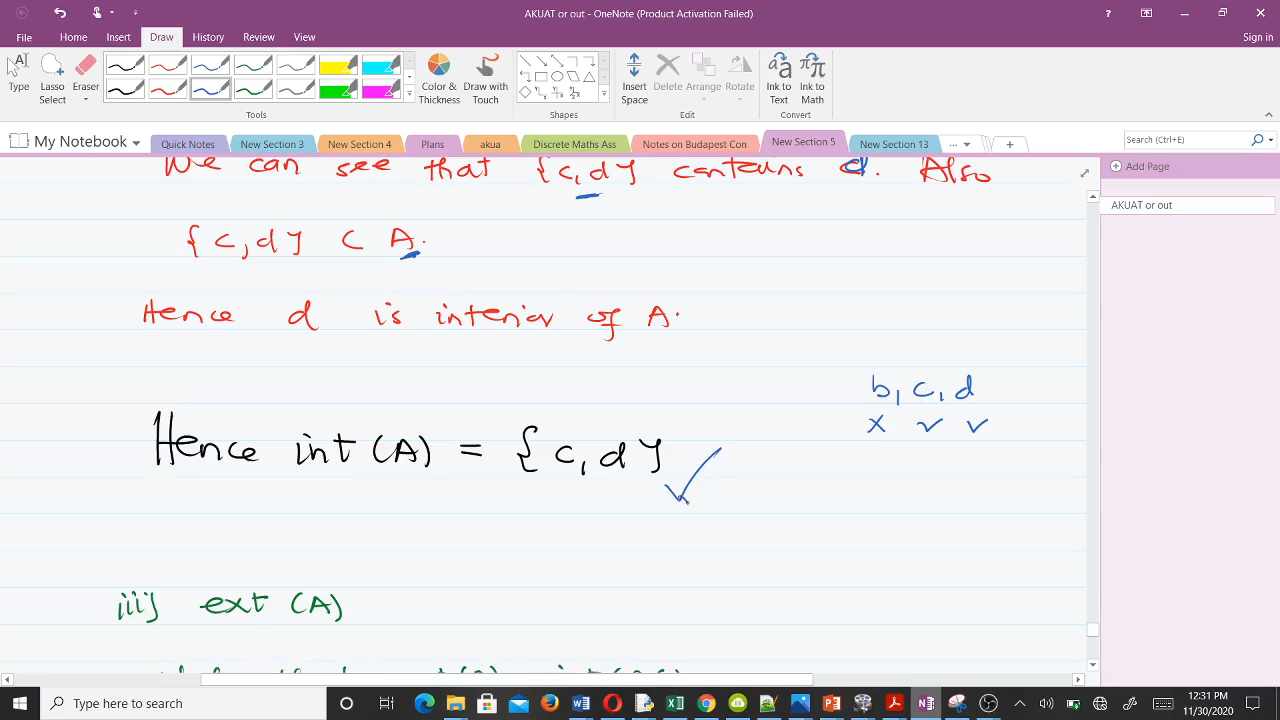 AKUAT or out - OneNote (Product Activation Failed)
File Home Insert Draw History Review View
Sign in
Type Lasso Select Eraser Color & Thickness Draw with Touch Insert Space Delete Arrange Rotate Ink to Text Ink to Math
Tools Shapes Edit Convert
My Notebook Quick Notes New Section 3 New Section 4 Plans akua Discrete Maths Ass Notes on Budapest Con New Section 5 New Section 13 ... Search (Ctrl+E)
Add Page
AKUAT or out
We can see that {c,d} contains d. Also
{c,d} ⊂ A.
Hence d is interior of A.
b, c, d
x ✓ ✓
Hence int (A) = {c,d} ✓
iii) ext (A)
Type here to search
12:31 PM
11/30/2020